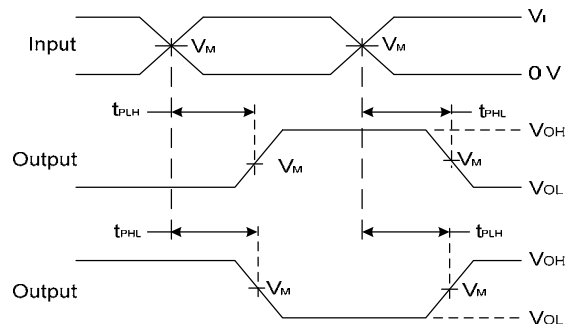 VI
Input VM VM
0 V
tPLH tPHL
VOH
Output VM VM
VOL
tPHL tPLH
VOH
Output VM VM
VOL